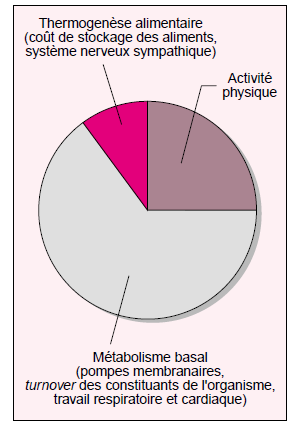 Thermogenèse alimentaire
(coût de stockage des aliments,
système nerveux sympathique)
Activité
physique
Métabolisme basal
(pompes membranaires,
turnover des constituants de l'organisme,
travail respiratoire et cardiaque)